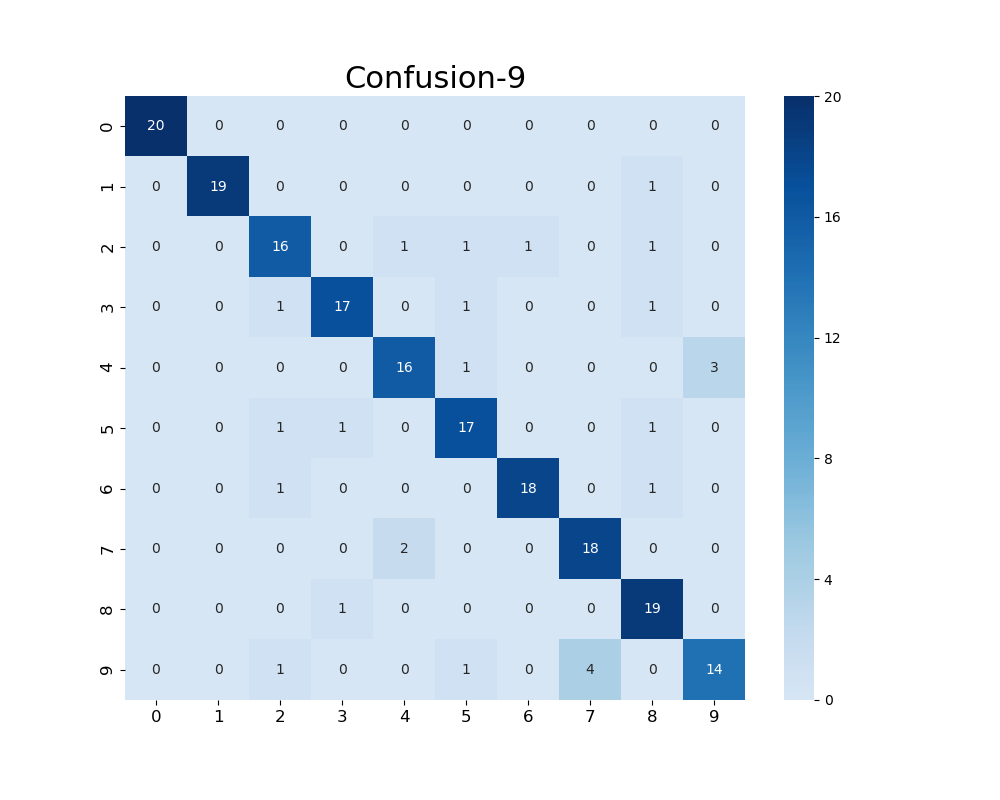 Confusion-9
0 20 0 0 0 0 0 0 0 0 0
1 0 19 0 0 0 0 0 0 1 0
2 0 0 16 0 1 1 1 0 1 0
3 0 0 1 17 0 1 0 0 1 0
4 0 0 0 0 16 1 0 0 0 3
5 0 0 1 1 0 17 0 0 1 0
6 0 0 1 0 0 0 18 0 1 0
7 0 0 0 0 2 0 0 18 0 0
8 0 0 0 1 0 0 0 0 19 0
9 0 0 1 0 0 1 0 4 0 14
0 1 2 3 4 5 6 7 8 9
20
16
12
8
4
0